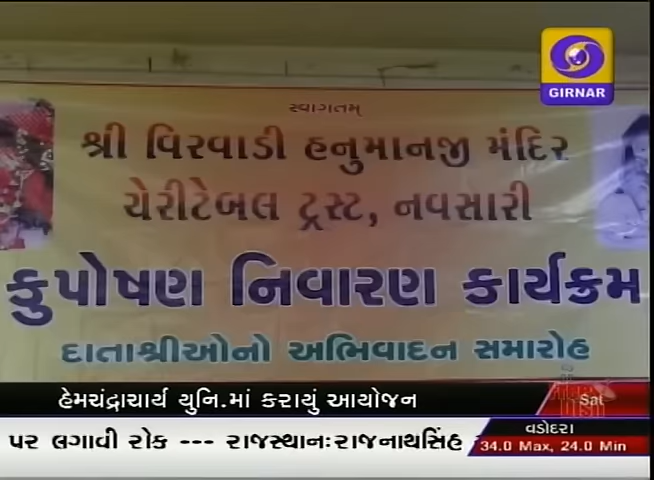 GIRNAR
સ્વાગતમ્
શ્રી વિરવાડી હનુમાનજી મંદિર
ચેરીટેબલ ટ્રસ્ટ, નવસારી
કુપોષણ નિવારણ કાર્યક્રમ
દાતાશ્રીઓનો અભિવાદન સમારોહ
હેમચંદ્રાચાર્ય યુનિ.માં કરાયું આયોજન
Sat
વડોદરા
પર લગાવી રોક --- રાજસ્થાનઃરાજનાથસિંહ
34.0 Max, 24.0 Min